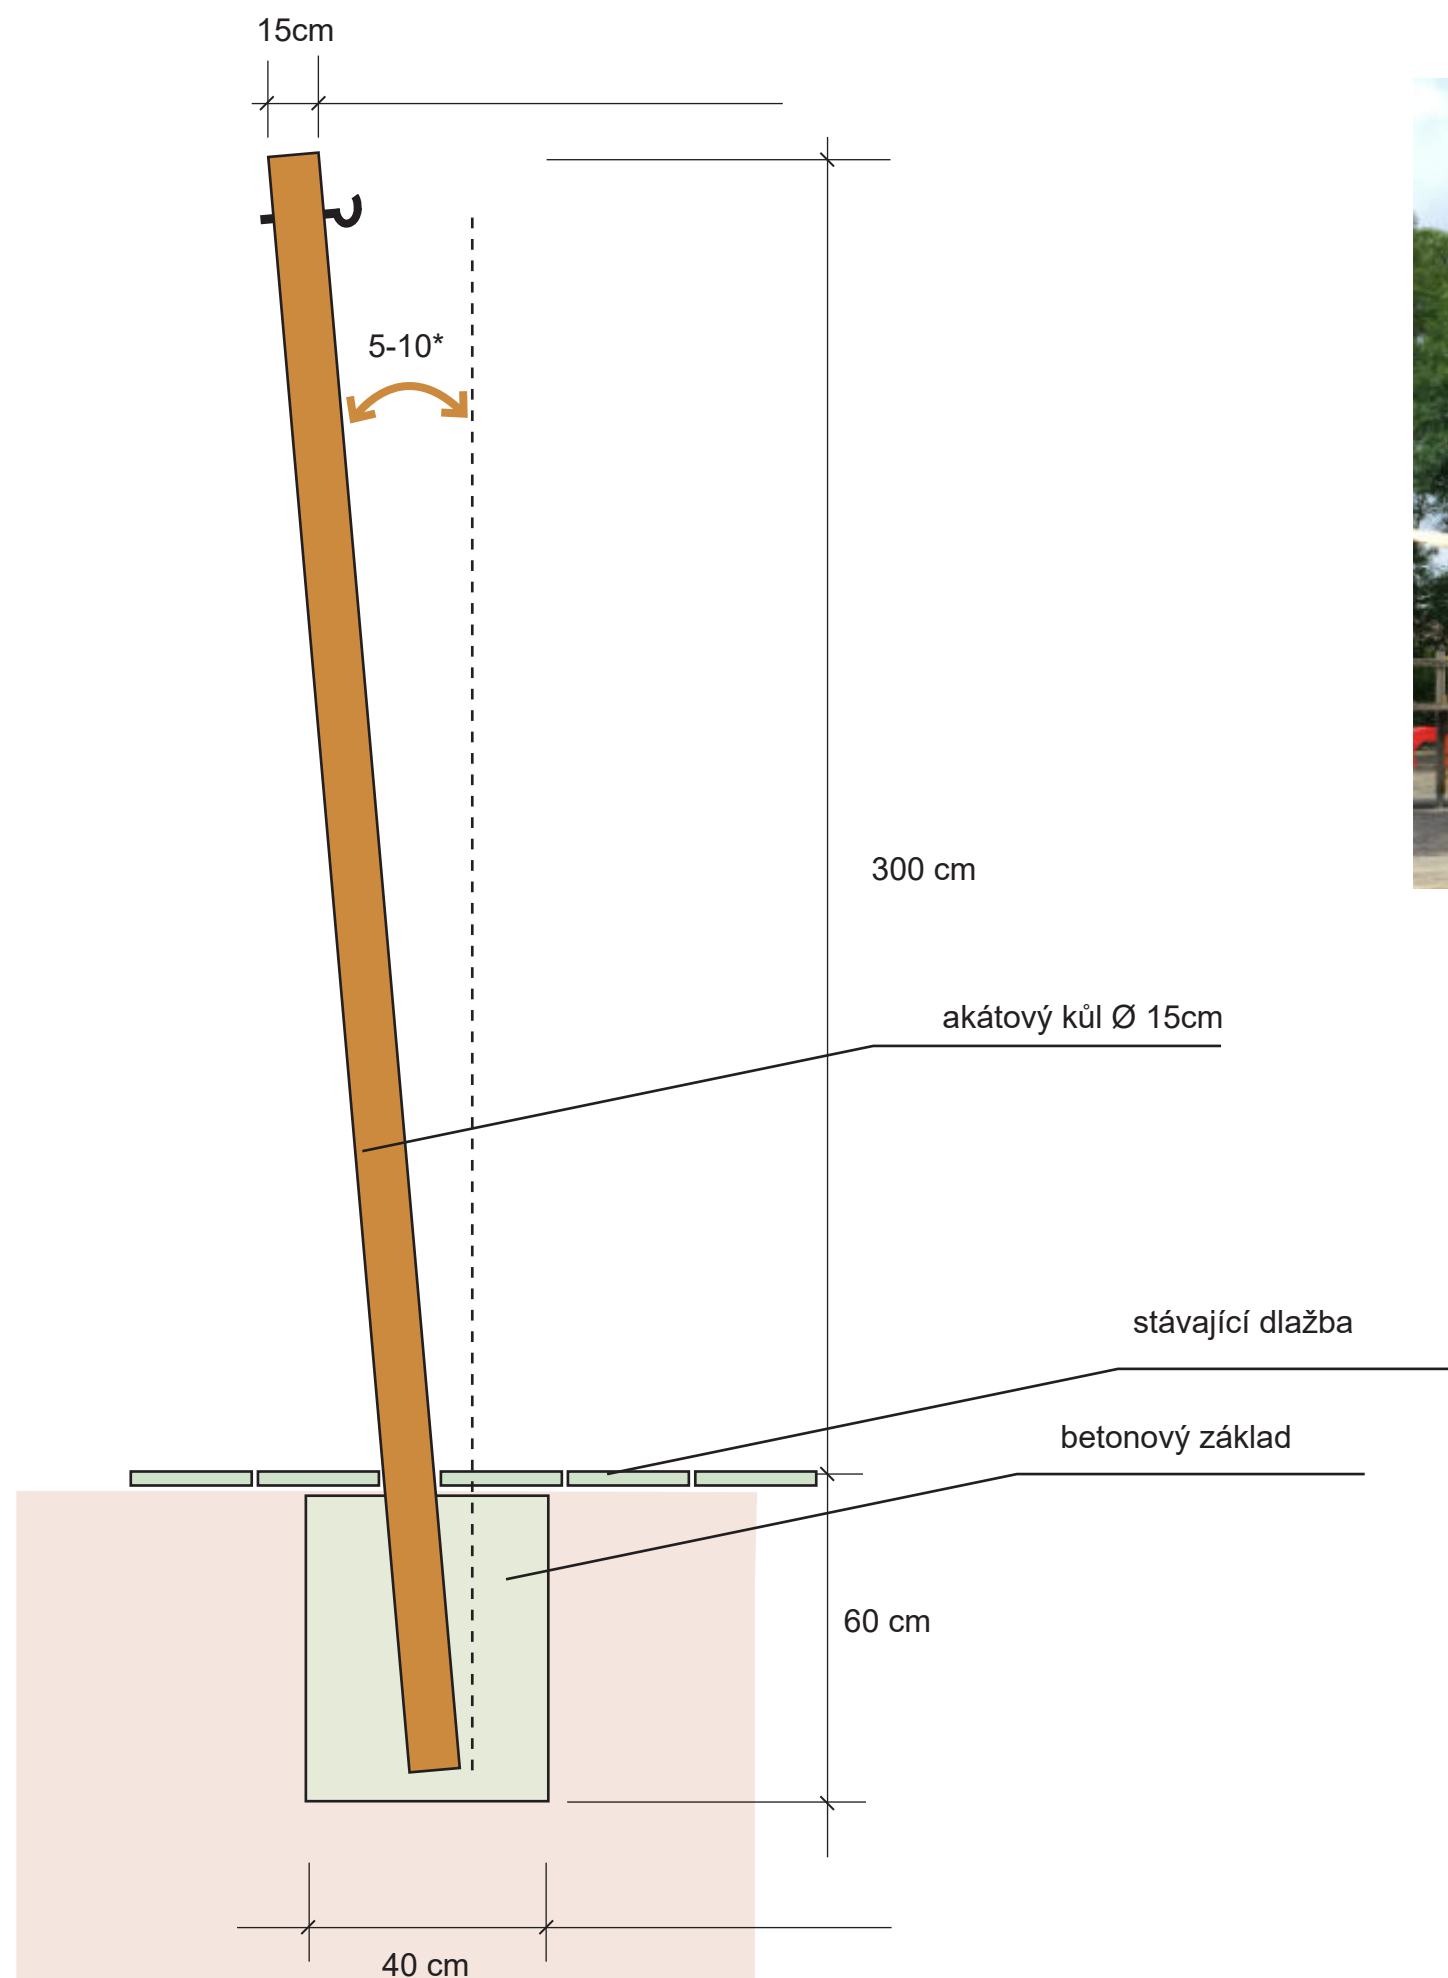 15cm
5-10*
300 cm
akátový kůl Ø 15cm
stávající dlažba
betonový základ
60 cm
40 cm